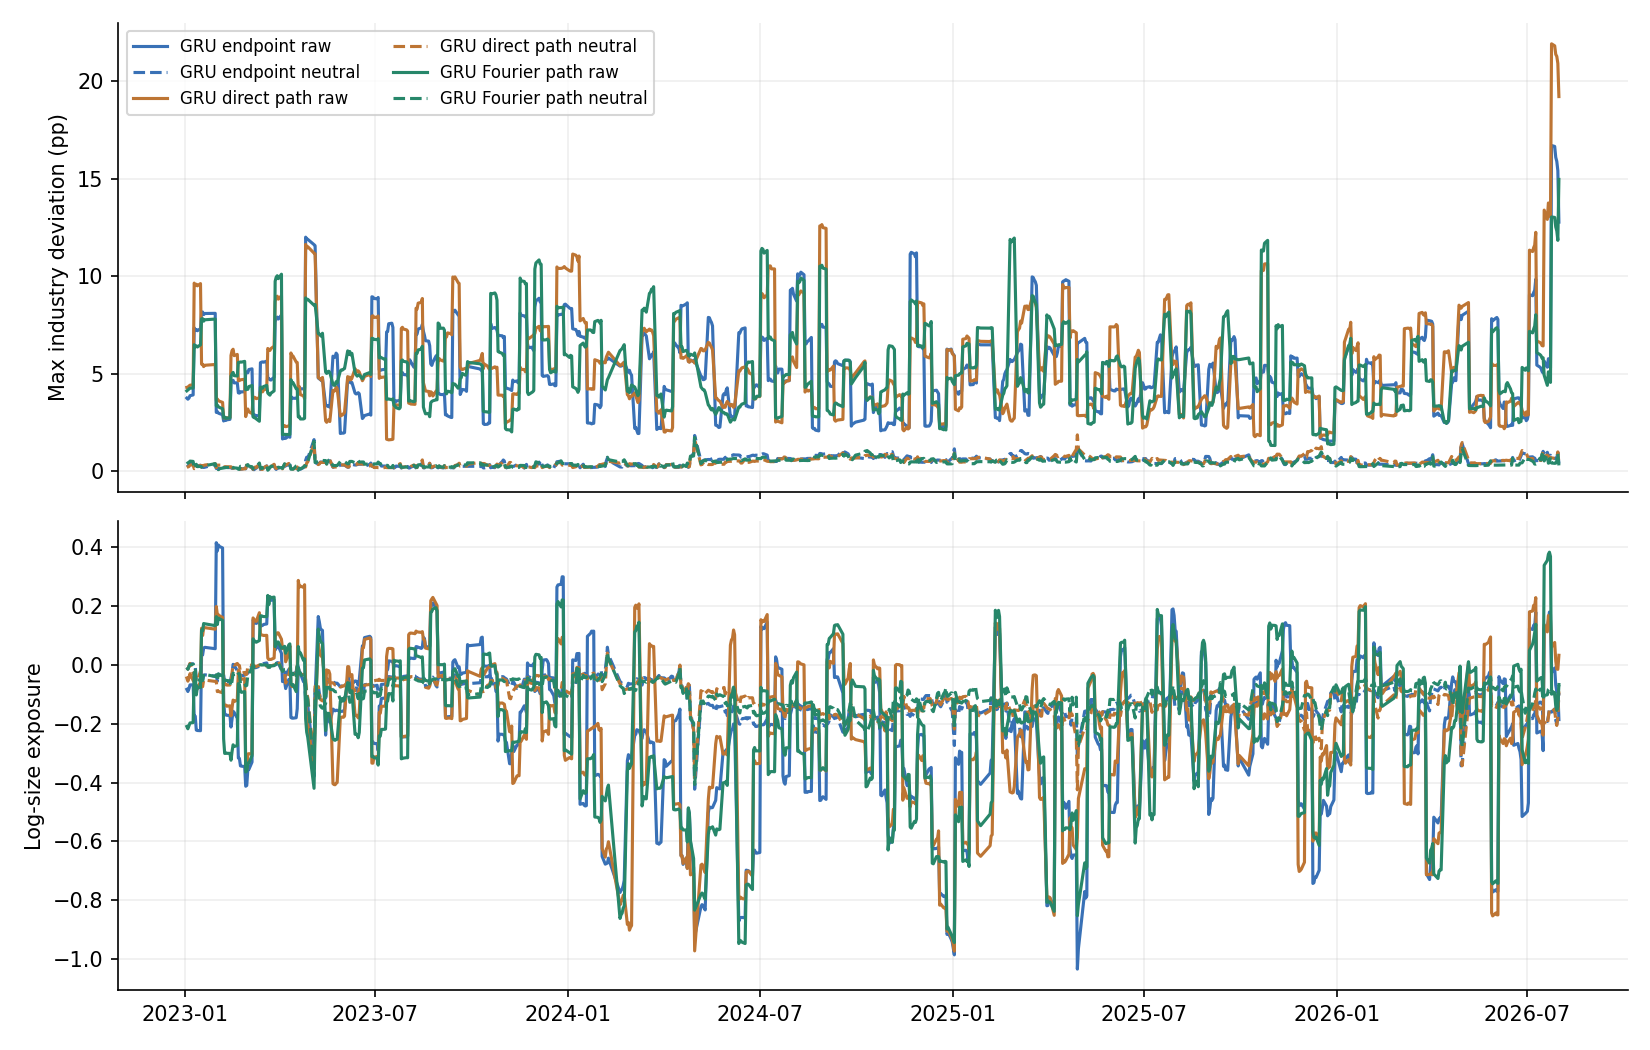 GRU endpoint raw
GRU endpoint neutral
GRU direct path raw
GRU direct path neutral
GRU Fourier path raw
GRU Fourier path neutral
Max industry deviation (pp)
20
15
10
5
0
Log-size exposure
0.4
0.2
0.0
−0.2
−0.4
−0.6
−0.8
−1.0
2023-01 2023-07 2024-01 2024-07 2025-01 2025-07 2026-01 2026-07